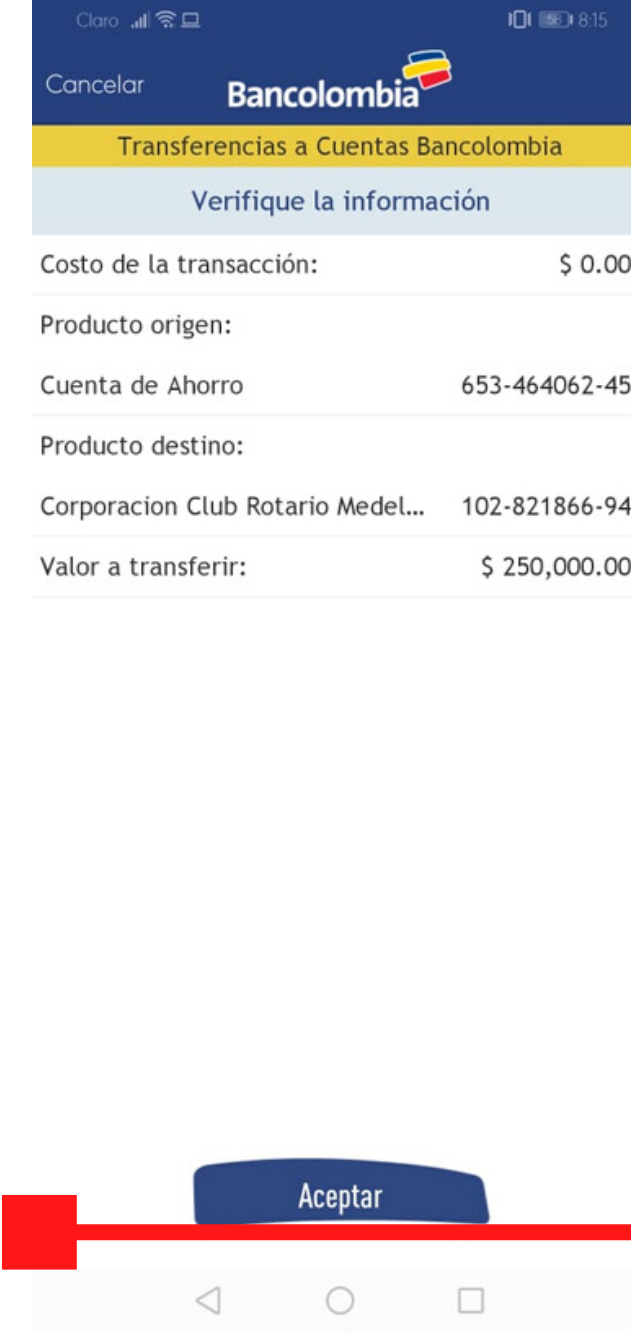 Claro 58 8:15
Cancelar Bancolombia
Transferencias a Cuentas Bancolombia
Verifique la información
Costo de la transacción: $ 0.00
Producto origen:
Cuenta de Ahorro 653-464062-45
Producto destino:
Corporacion Club Rotario Medel... 102-821866-94
Valor a transferir: $ 250,000.00
Aceptar